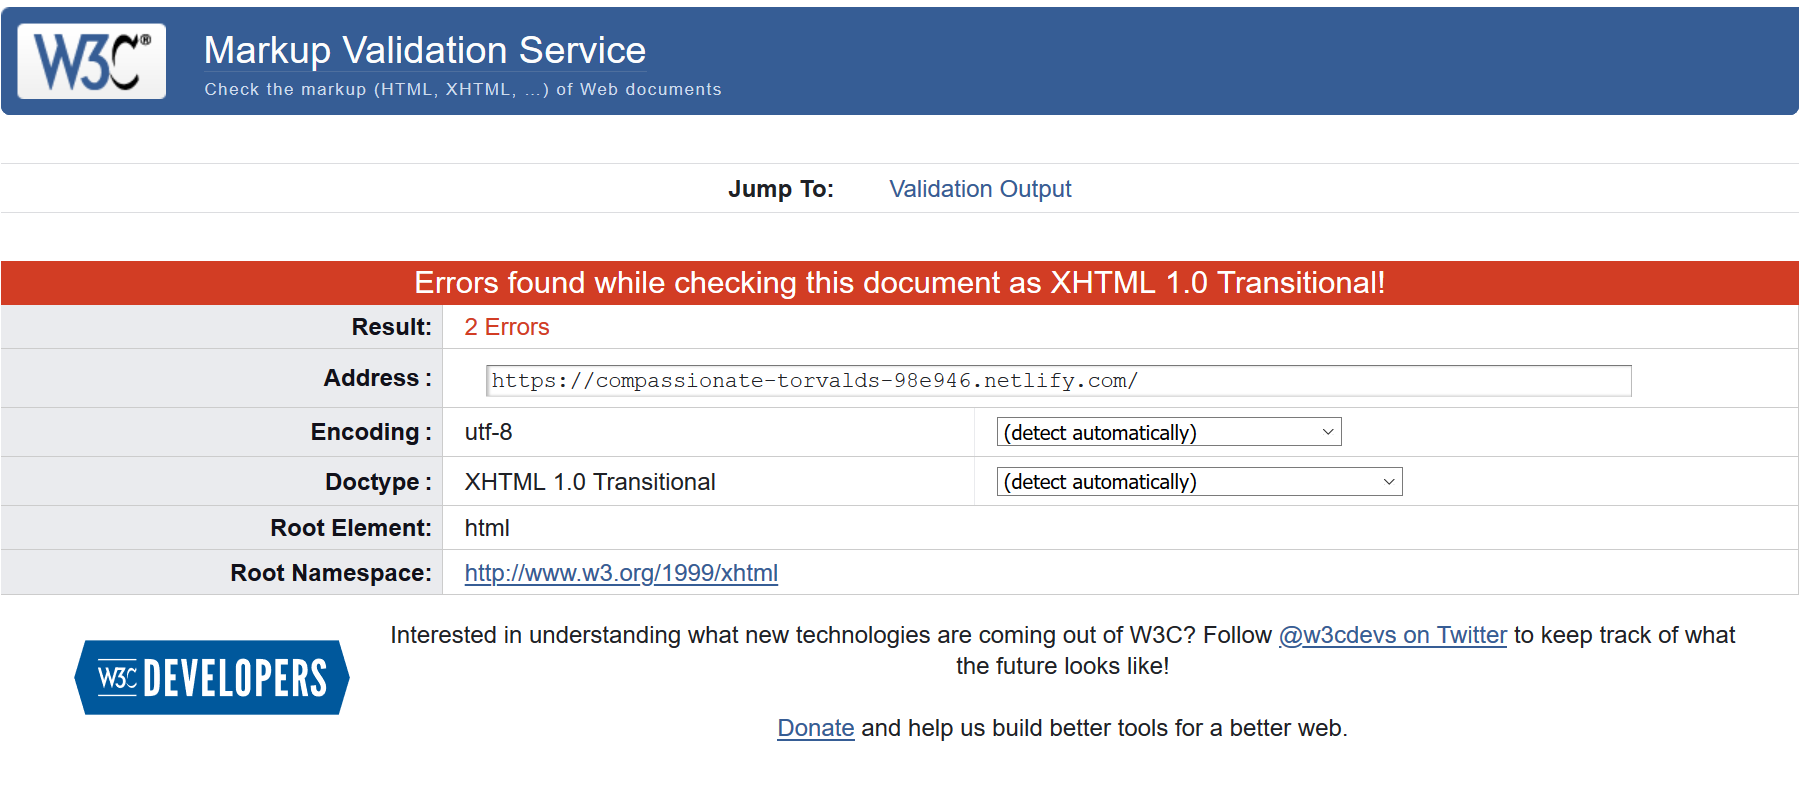 W3C®
Markup Validation Service
Check the markup (HTML, XHTML, ...) of Web documents
Jump To: Validation Output
Errors found while checking this document as XHTML 1.0 Transitional!
Result: 2 Errors
Address : https://compassionate-torvalds-98e946.netlify.com/
Encoding : utf-8 (detect automatically)
Doctype : XHTML 1.0 Transitional (detect automatically)
Root Element: html
Root Namespace: http://www.w3.org/1999/xhtml
W3C DEVELOPERS
Interested in understanding what new technologies are coming out of W3C? Follow @w3cdevs on Twitter to keep track of what
the future looks like!
Donate and help us build better tools for a better web.